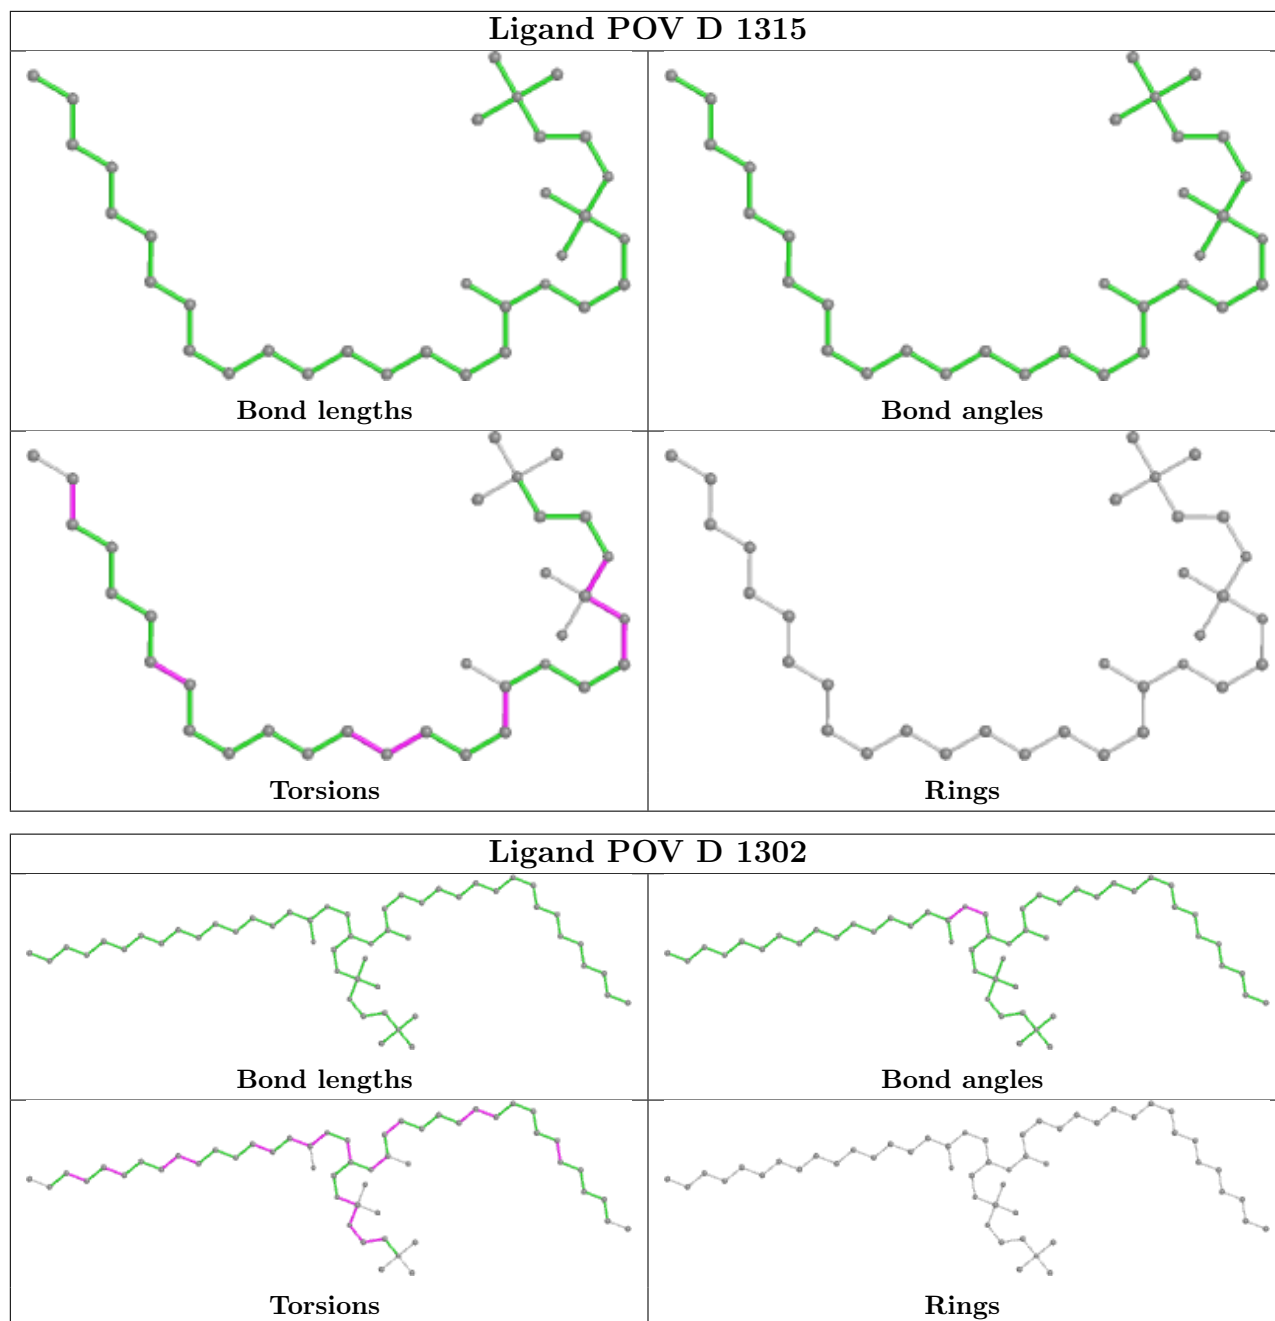 Ligand POV D 1315
Bond lengths
Bond angles
Torsions
Rings
Ligand POV D 1302
Bond lengths
Bond angles
Torsions
Rings